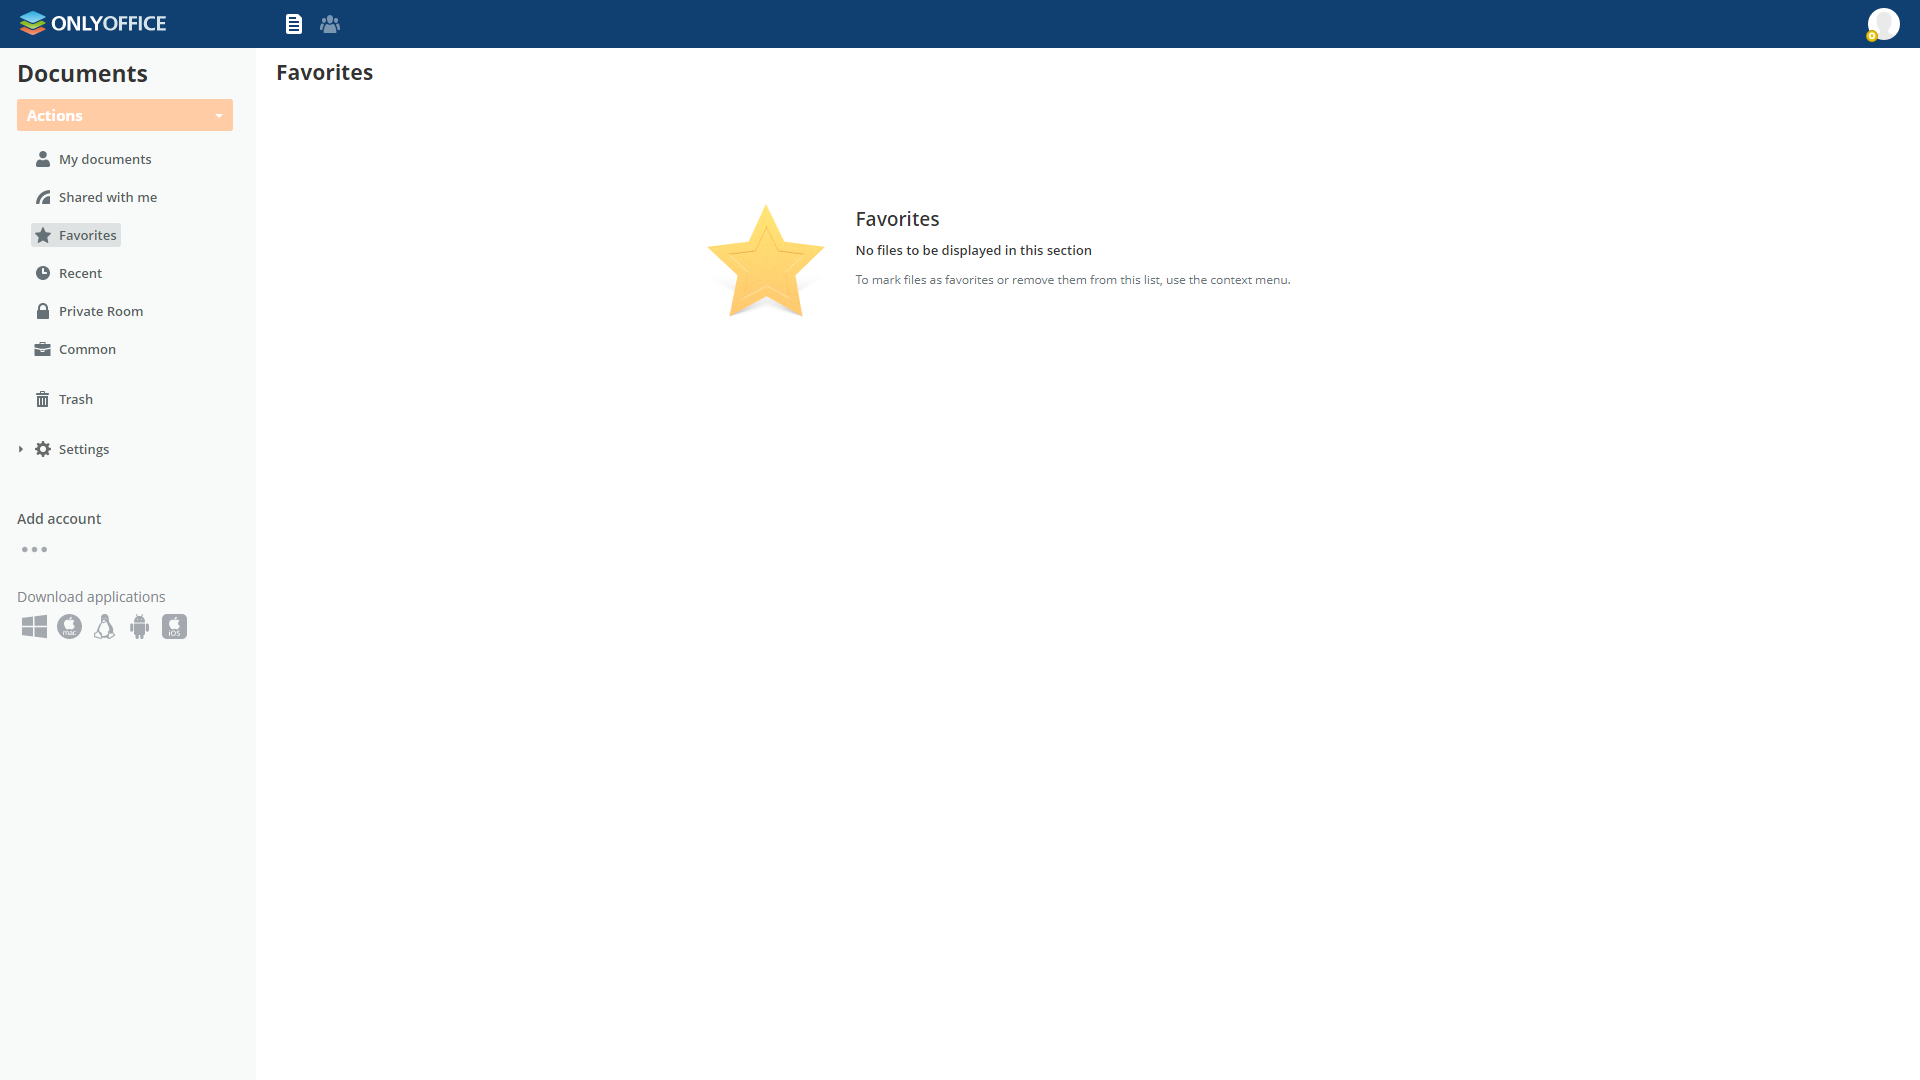 ONLYOFFICE
Documents
Favorites
Actions
My documents
Shared with me
Favorites
Recent
Private Room
Common
Trash
Settings
Add account
Download applications
mac
iOS
Favorites
No files to be displayed in this section
To mark files as favorites or remove them from this list, use the context menu.